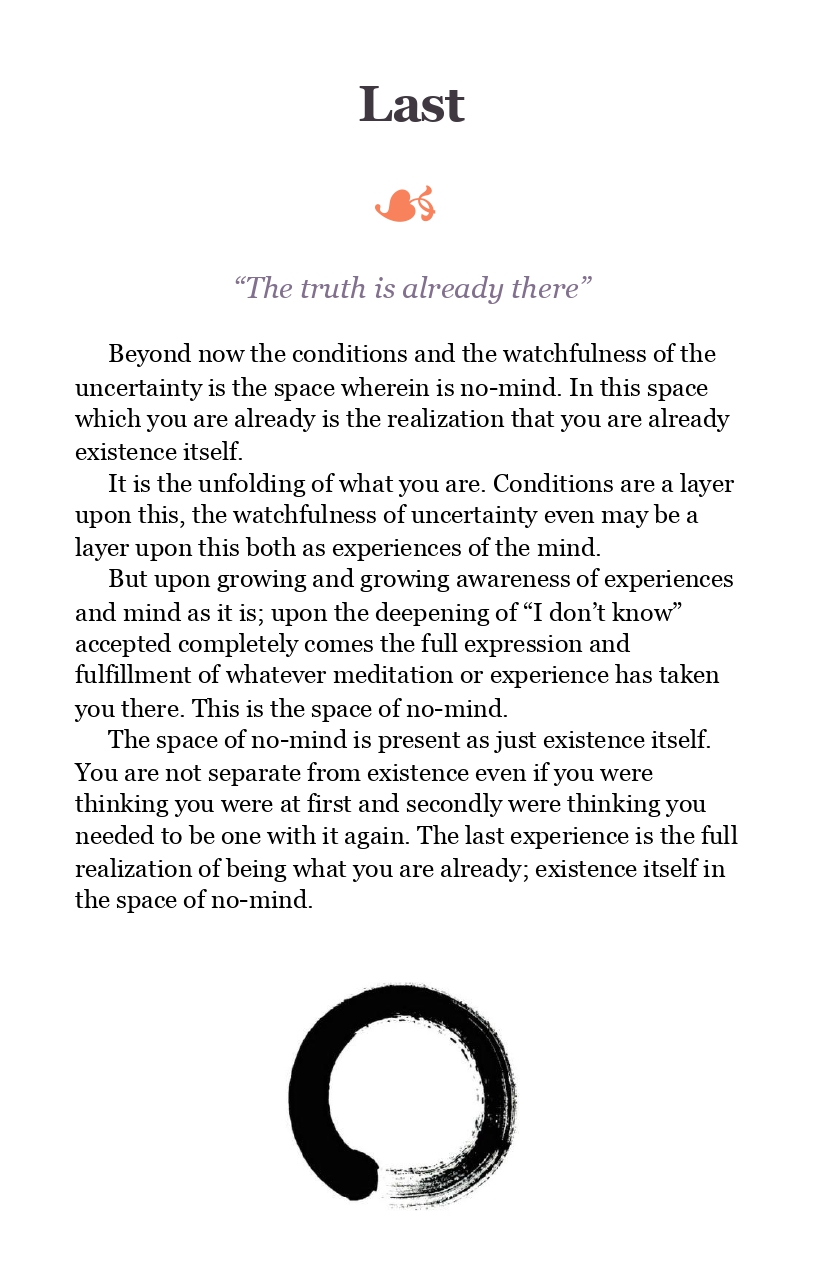 Last
“The truth is already there”
Beyond now the conditions and the watchfulness of the
uncertainty is the space wherein is no-mind. In this space
which you are already is the realization that you are already
existence itself.
It is the unfolding of what you are. Conditions are a layer
upon this, the watchfulness of uncertainty even may be a
layer upon this both as experiences of the mind.
But upon growing and growing awareness of experiences
and mind as it is; upon the deepening of “I don’t know”
accepted completely comes the full expression and
fulfillment of whatever meditation or experience has taken
you there. This is the space of no-mind.
The space of no-mind is present as just existence itself.
You are not separate from existence even if you were
thinking you were at first and secondly were thinking you
needed to be one with it again. The last experience is the full
realization of being what you are already; existence itself in
the space of no-mind.